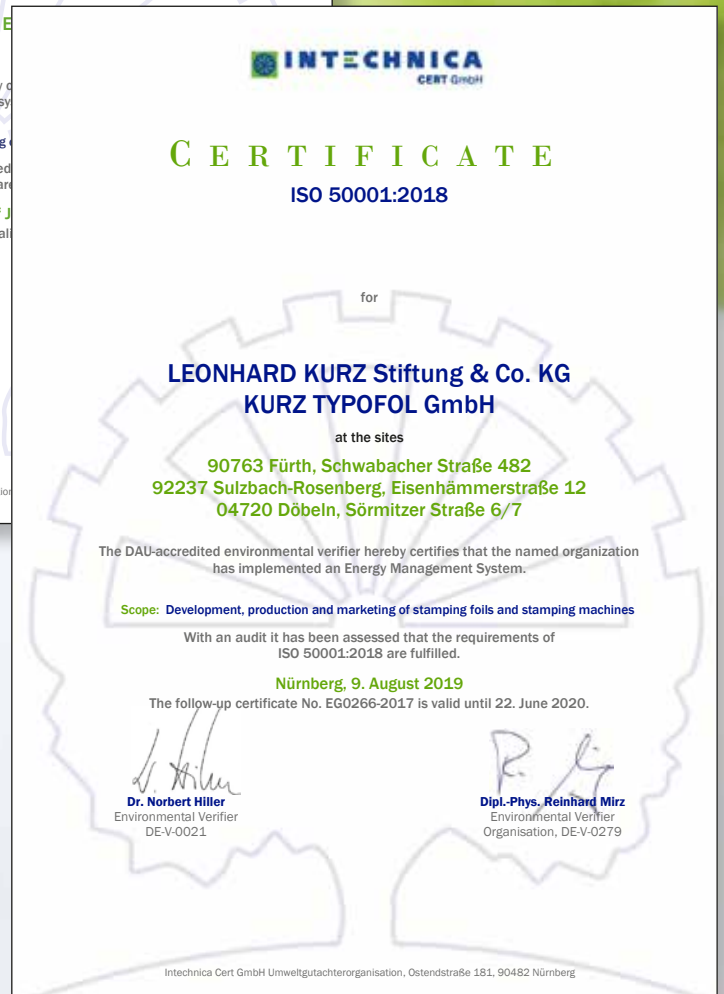 INTECHNICA
CERT GmbH
CERTIFICATE
ISO 50001:2018
for
LEONHARD KURZ Stiftung & Co. KG
KURZ TYPOFOL GmbH
at the sites
90763 Fürth, Schwabacher Straße 482
92237 Sulzbach-Rosenberg, Eisenhammerstraße 12
04720 Döbeln, Sörmitzer Straße 6/7
The DAU-accredited environmental verifier hereby certifies that the named organization
has implemented an Energy Management System.
Scope: Development, production and marketing of stamping foils and stamping machines
With an audit it has been assessed that the requirements of
ISO 50001:2018 are fulfilled.
Nürnberg, 9. August 2019
The follow-up certificate No. EG0266-2017 is valid until 22. June 2020.
Dr. Norbert Hiller
Environmental Verifier
DE-V-0021
Dipl.-Phys. Reinhard Mirz
Environmental Verifier
Organisation, DE-V-0279
Intechnica Cert GmbH Umweltgutachterorganisation, Ostendstraße 181, 90482 Nürnberg